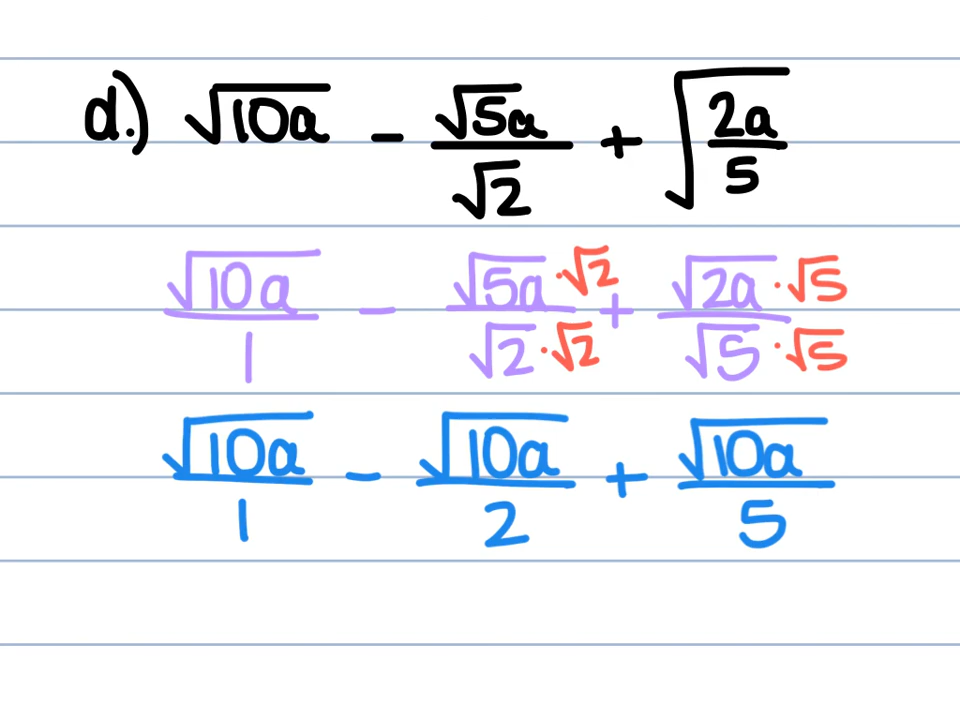 d.) √10a - √5a/√2 + √(2a/5)
√10a/1 - √5a·√2/√2·√2 + √2a·√5/√5·√5
√10a/1 - √10a/2 + √10a/5